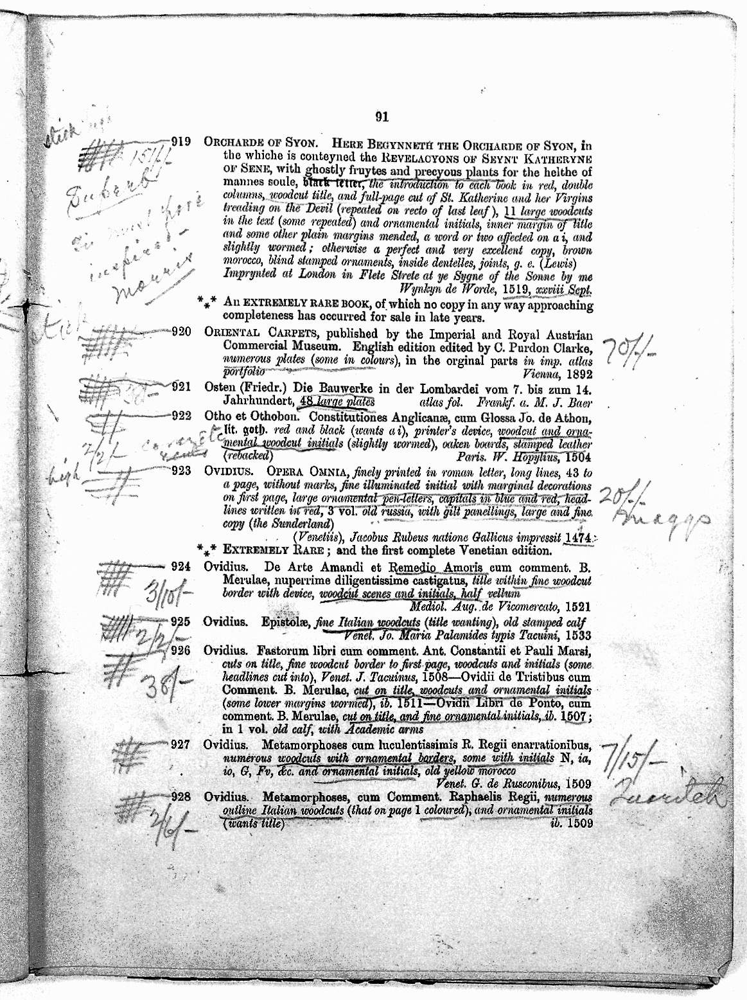 91
stick high
919 ORCHARDE OF SYON. HERE BEGYNNETH THE ORCHARDE OF SYON, in
the whiche is conteyned the REVELACYONS OF SEYNT KATHERYNE
OF SENE, with ghostly fruytes and precyous plants for the helthe of
mannes soule, black letter, the introduction to each book in red, double
columns, woodcut title, and full-page cut of St. Katherine and her Virgins
treading on the Devil (repeated on recto of last leaf), 11 large woodcuts
in the text (some repeated) and ornamental initials, inner margin of title
and some other plain margins mended, a word or two affected on a i, and
slightly wormed; otherwise a perfect and very excellent copy, brown
morocco, blind stamped ornaments, inside dentelles, joints, g. e. (Lewis)
Imprynted at London in Flete Strete at ye Sygne of the Sonne by me
Wynkyn de Worde, 1519, xxviii Sept.
151/-/-
Superb
must have
inspired
Morris
*** An EXTREMELY RARE BOOK, of which no copy in any way approaching
completeness has occurred for sale in late years.
stick
920 ORIENTAL CARPETS, published by the Imperial and Royal Austrian
Commercial Museum. English edition edited by C. Purdon Clarke,
numerous plates (some in colours), in the orginal parts in imp. atlas
portfolio Vienna, 1892
70/-/-
921 Osten (Friedr.) Die Bauwerke in der Lombardei vom 7. bis zum 14.
Jahrhundert, 48 large plates atlas fol. Frankf. a. M. J. Baer
38/-
922 Otho et Othobon. Constitutiones Anglicanæ, cum Glossa Jo. de Athon,
lit. goth. red and black (wants a i), printer's device, woodcut and orna-
mental woodcut initials (slightly wormed), oaken boards, stamped leather
(rebacked) Paris. W. Hopylius, 1504
2/2/-
high
923 OVIDIUS. OPERA OMNIA, finely printed in roman letter, long lines, 43 to
a page, without marks, fine illuminated initial with marginal decorations
on first page, large ornamental pen-letters, capitals in blue and red, head-
lines written in red, 3 vol. old russia, with gilt panellings, large and fine
copy (the Sunderland)
(Venetiis), Jacobus Rubeus natione Gallicus impressit 1474
20/-/-
Maggs
*** EXTREMELY RARE; and the first complete Venetian edition.
924 Ovidius. De Arte Amandi et Remedio Amoris cum comment. B.
Merulae, nuperrime diligentissime castigatus, title within fine woodcut
border with device, woodcut scenes and initials, half vellum
Mediol. Aug. de Vicomercato, 1521
3/10/-
925 Ovidius. Epistolæ, fine Italian woodcuts (title wanting), old stamped calf
Venet. Jo. Maria Palamides typis Tacuini, 1533
2/2/-
926 Ovidius. Fastorum libri cum comment. Ant. Constantii et Pauli Marsi,
cuts on title, fine woodcut border to first page, woodcuts and initials (some
headlines cut into), Venet. J. Tacuinus, 1508—Ovidii de Tristibus cum
Comment. B. Merulae, cut on title, woodcuts and ornamental initials
(some lower margins wormed), ib. 1511—Ovidii Libri de Ponto, cum
comment. B. Merulae, cut on title, and fine ornamental initials, ib. 1507;
in 1 vol. old calf, with Academic arms
38/-
927 Ovidius. Metamorphoses cum luculentissimis R. Regii enarrationibus,
numerous woodcuts with ornamental borders, some with initials N, ia,
io, G, Fv, &c. and ornamental initials, old yellow morocco
Venet. G. de Rusconibus, 1509
7/15/-
Quaritch
928 Ovidius. Metamorphoses, cum Comment. Raphaelis Regii, numerous
outline Italian woodcuts (that on page 1 coloured), and ornamental initials
(wants title) ib. 1509
2/6/-